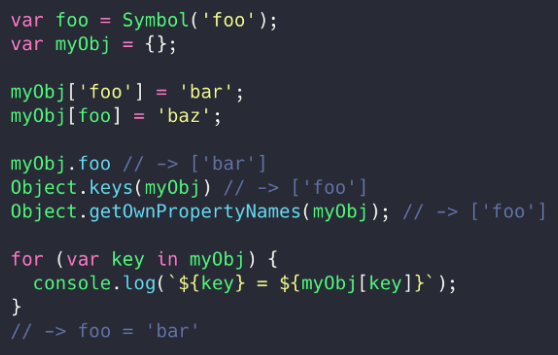 var foo = Symbol('foo');
var myObj = {};
myObj['foo'] = 'bar';
myObj[foo] = 'baz';
myObj.foo // -> ['bar']
Object.keys(myObj) // -> ['foo']
Object.getOwnPropertyNames(myObj); // -> ['foo']
for (var key in myObj) {
  console.log(`${key} = ${myObj[key]}`);
}
// -> foo = 'bar'